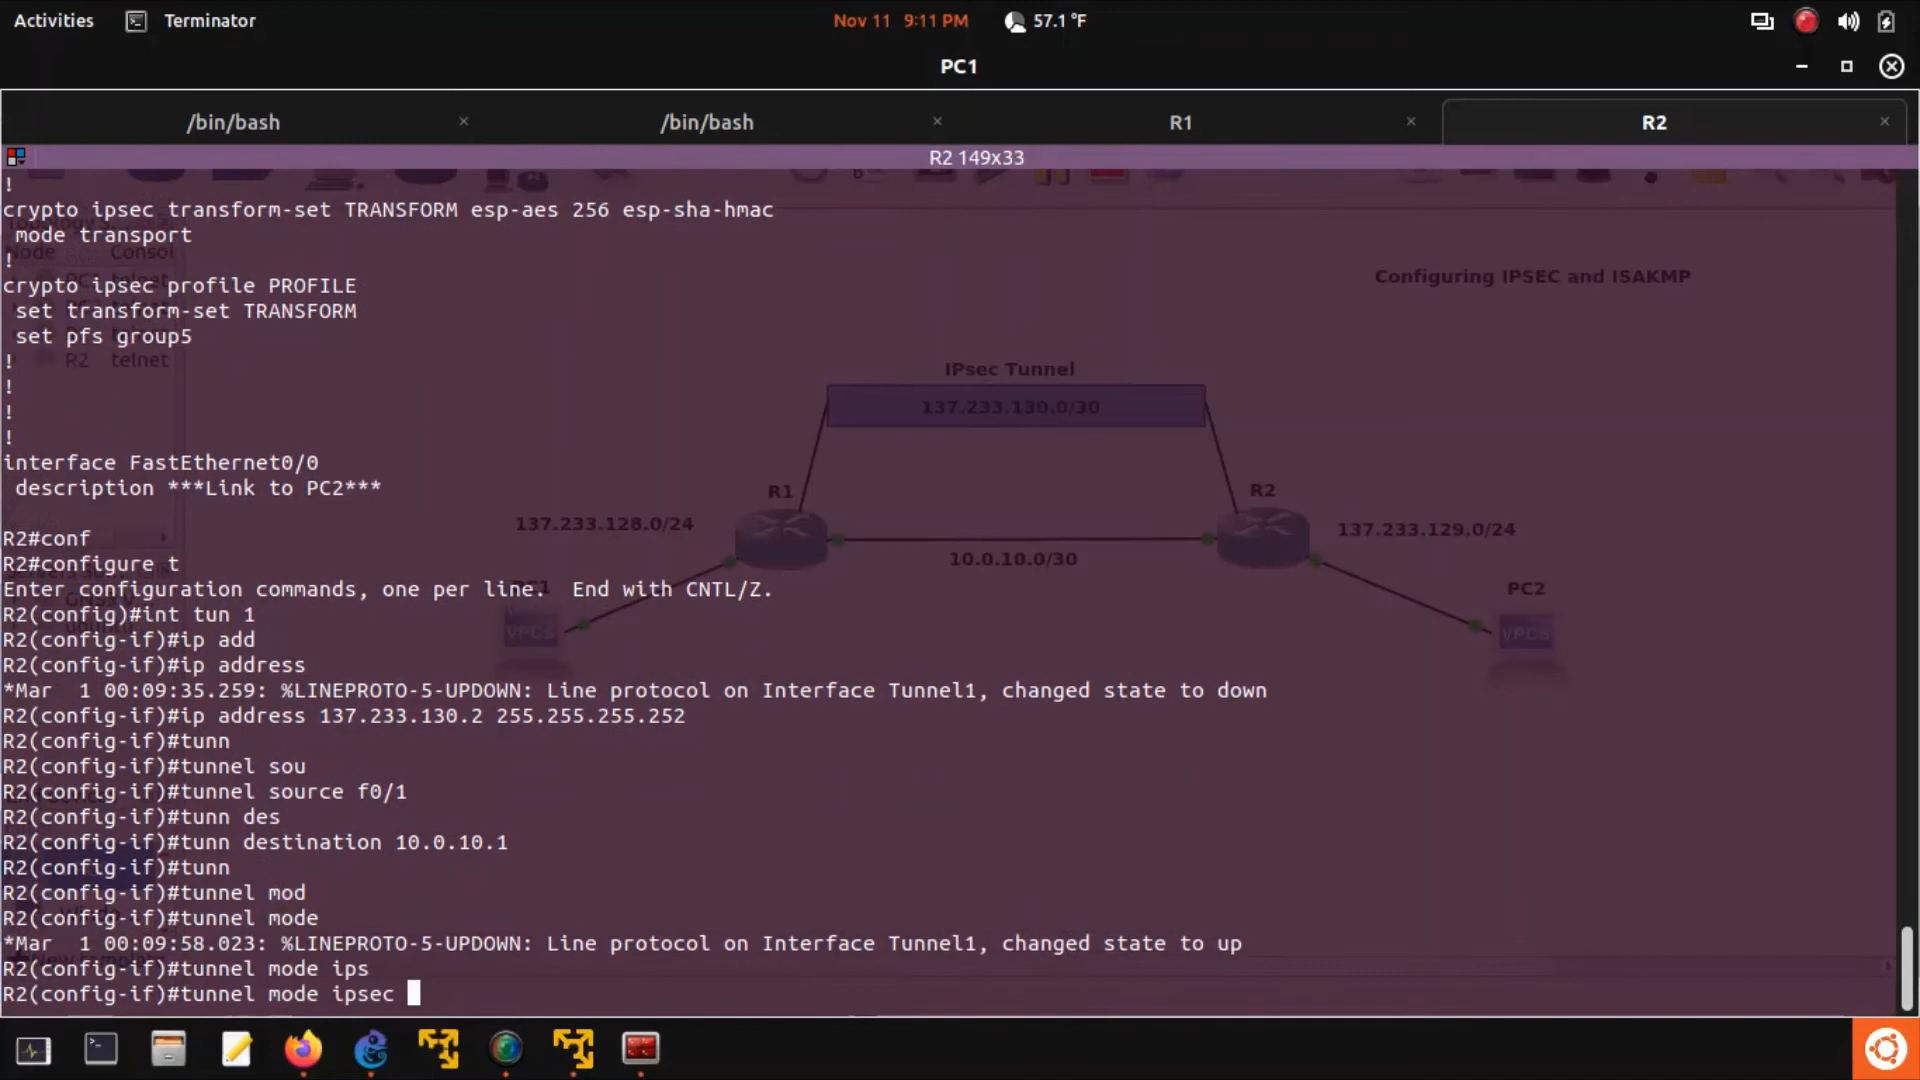 Activities
Terminator
Nov 11 9:11 PM
57.1 °F
PC1
/bin/bash
/bin/bash
R1
R2
R2 149x33
!
crypto ipsec transform-set TRANSFORM esp-aes 256 esp-sha-hmac
mode transport
!
crypto ipsec profile PROFILE
set transform-set TRANSFORM
set pfs group5
!
!
!
!
interface FastEthernet0/0
description ***Link to PC2***
R2#conf
R2#configure t
Enter configuration commands, one per line. End with CNTL/Z.
R2(config)#int tun 1
R2(config-if)#ip add
R2(config-if)#ip address
*Mar 1 00:09:35.259: %LINEPROTO-5-UPDOWN: Line protocol on Interface Tunnel1, changed state to down
R2(config-if)#ip address 137.233.130.2 255.255.255.252
R2(config-if)#tunn
R2(config-if)#tunnel sou
R2(config-if)#tunnel source f0/1
R2(config-if)#tunn des
R2(config-if)#tunn destination 10.0.10.1
R2(config-if)#tunn
R2(config-if)#tunnel mod
R2(config-if)#tunnel mode
*Mar 1 00:09:58.023: %LINEPROTO-5-UPDOWN: Line protocol on Interface Tunnel1, changed state to up
R2(config-if)#tunnel mode ips
R2(config-if)#tunnel mode ipsec
Node Consol
R2 telnet
Configuring IPSEC and ISAKMP
IPsec Tunnel
137.233.130.0/30
R1
R2
137.233.128.0/24
137.233.129.0/24
10.0.10.0/30
PC2
VPCS
VPCS